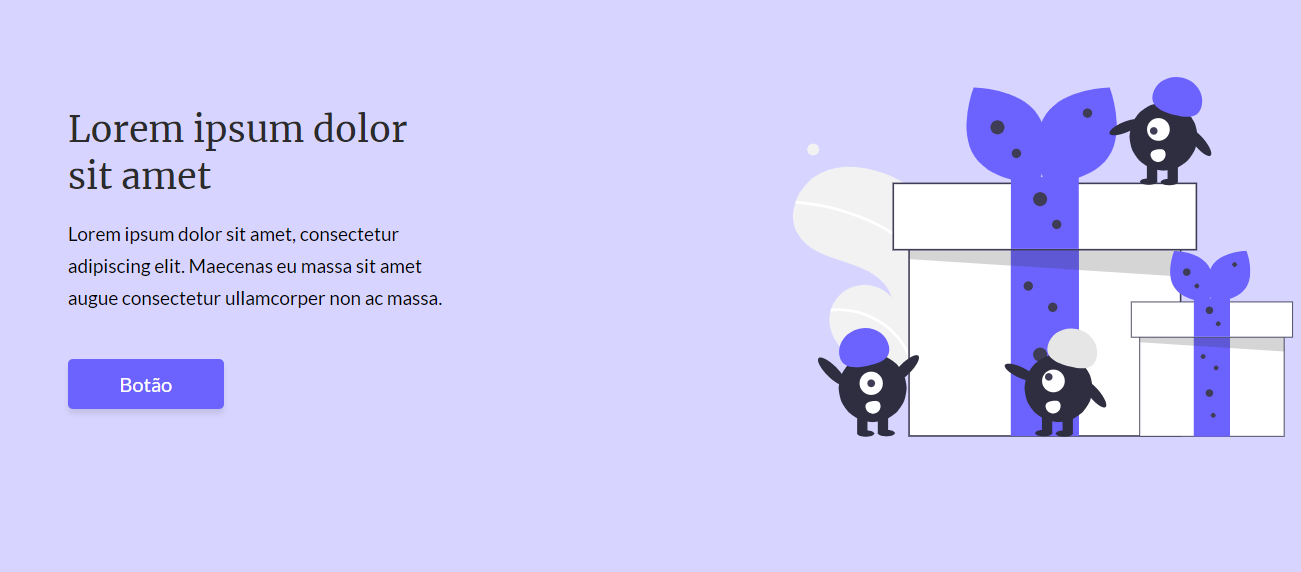 Lorem ipsum dolor
sit amet
Lorem ipsum dolor sit amet, consectetur
adipiscing elit. Maecenas eu massa sit amet
augue consectetur ullamcorper non ac massa.
Botão